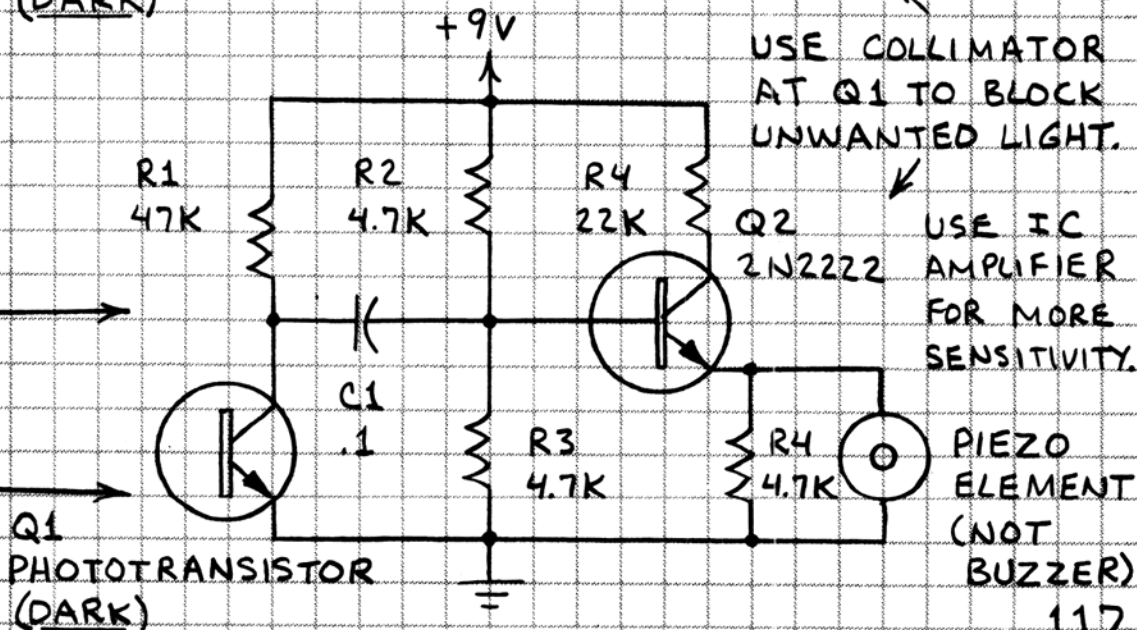 (DARK)
+9V
USE COLLIMATOR
AT Q1 TO BLOCK
UNWANTED LIGHT.
R1
47K
R2
4.7K
R4
22K
Q2
2N2222
USE IC
AMPLIFIER
FOR MORE
SENSITIVITY.
C1
.1
R3
4.7K
R4
4.7K
PIEZO
ELEMENT
(NOT
BUZZER)
Q1
PHOTOTRANSISTOR
(DARK)
117